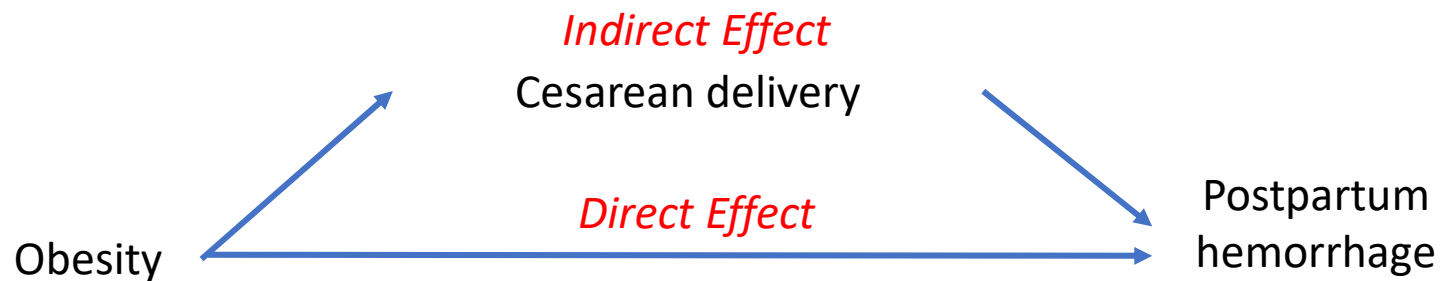 Indirect Effect
Cesarean delivery
Direct Effect
Obesity
Postpartum
hemorrhage